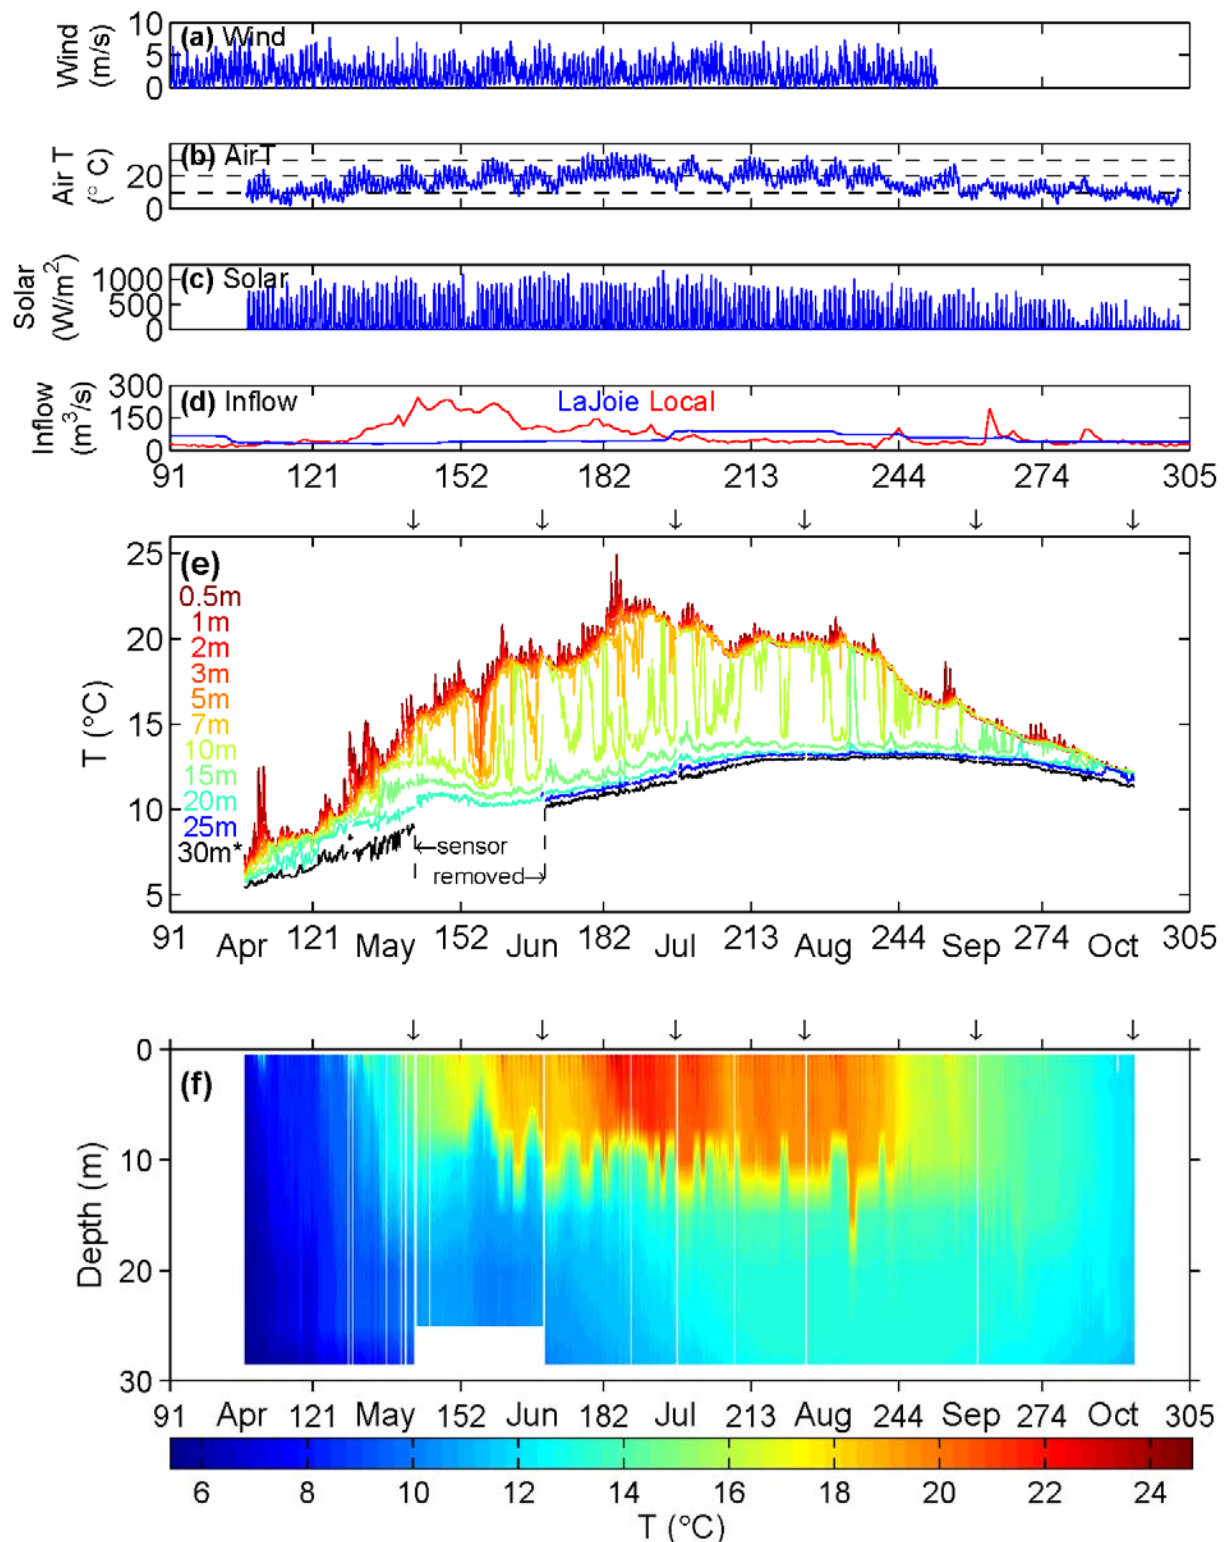 10
5
0
Wind
(m/s)
(a) Wind
20
0
Air T
(° C)
(b) AirT
1000
500
0
Solar
(W/m²)
(c) Solar
300
150
0
Inflow
(m³/s)
(d) Inflow
LaJoie Local
91 121 152 182 213 244 274 305
↓ ↓ ↓ ↓ ↓ ↓
(e)
25
20
15
10
5
T (°C)
0.5m
1m
2m
3m
5m
7m
10m
15m
20m
25m
30m*
←sensor
removed→
91 Apr 121 May 152 Jun 182 Jul 213 Aug 244 Sep 274 Oct 305
↓ ↓ ↓ ↓ ↓ ↓
(f)
0
10
20
30
Depth (m)
91 Apr 121 May 152 Jun 182 Jul 213 Aug 244 Sep 274 Oct 305
6 8 10 12 14 16 18 20 22 24
T (°C)